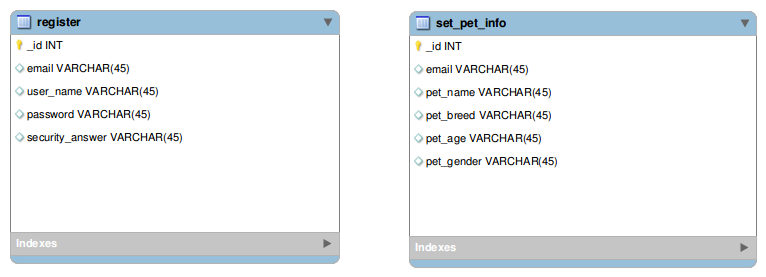 register
_id INT
email VARCHAR(45)
user_name VARCHAR(45)
password VARCHAR(45)
security_answer VARCHAR(45)
Indexes
set_pet_info
_id INT
email VARCHAR(45)
pet_name VARCHAR(45)
pet_breed VARCHAR(45)
pet_age VARCHAR(45)
pet_gender VARCHAR(45)
Indexes